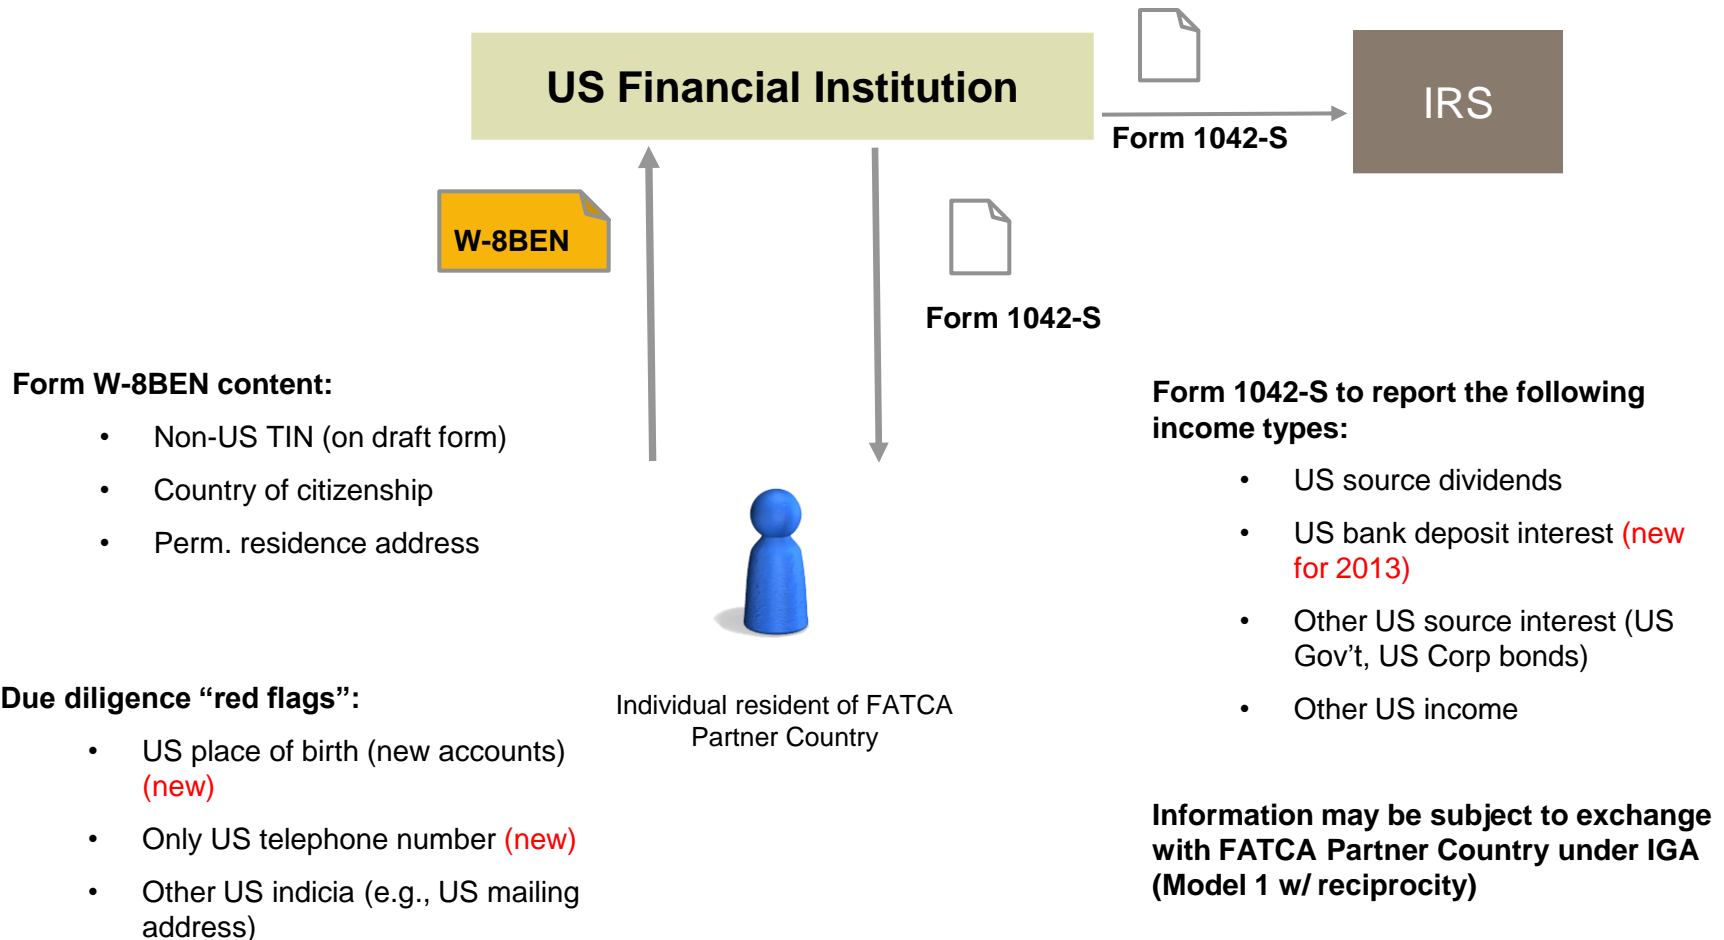 US Financial Institution
IRS
Form 1042-S
W-8BEN
Form 1042-S
Form W-8BEN content:
• Non-US TIN (on draft form)
• Country of citizenship
• Perm. residence address
Due diligence “red flags”:
• US place of birth (new accounts)
(new)
• Only US telephone number (new)
• Other US indicia (e.g., US mailing
address)
Individual resident of FATCA
Partner Country
Form 1042-S to report the following
income types:
• US source dividends
• US bank deposit interest (new
for 2013)
• Other US source interest (US
Gov’t, US Corp bonds)
• Other US income
Information may be subject to exchange
with FATCA Partner Country under IGA
(Model 1 w/ reciprocity)